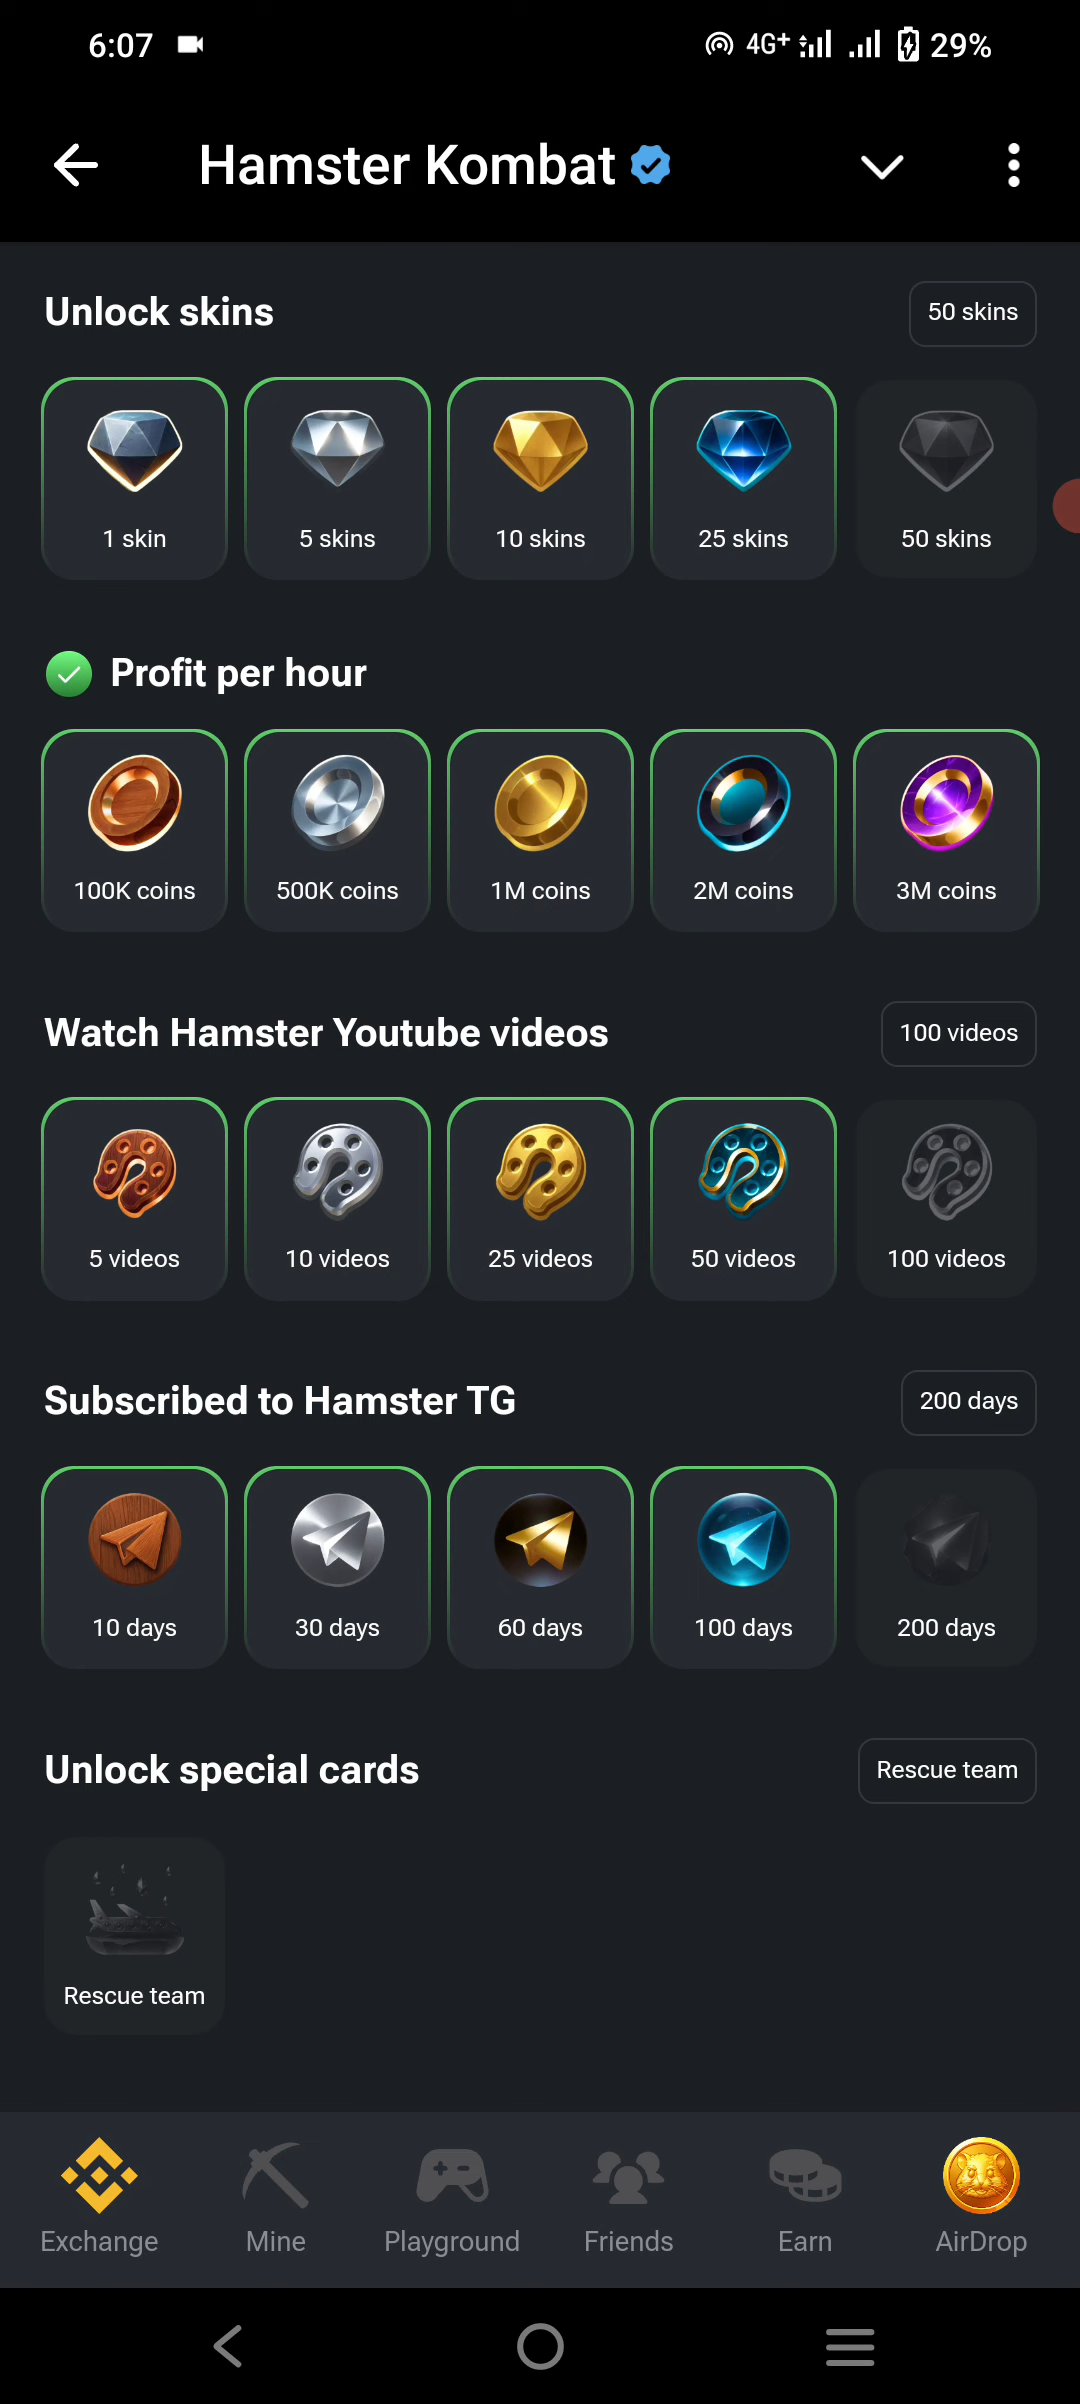 6:07
4G+ 29%
Hamster Kombat
Unlock skins
50 skins
1 skin
5 skins
10 skins
25 skins
50 skins
Profit per hour
100K coins
500K coins
1M coins
2M coins
3M coins
Watch Hamster Youtube videos
100 videos
5 videos
10 videos
25 videos
50 videos
100 videos
Subscribed to Hamster TG
200 days
10 days
30 days
60 days
100 days
200 days
Unlock special cards
Rescue team
Rescue team
Exchange
Mine
Playground
Friends
Earn
AirDrop